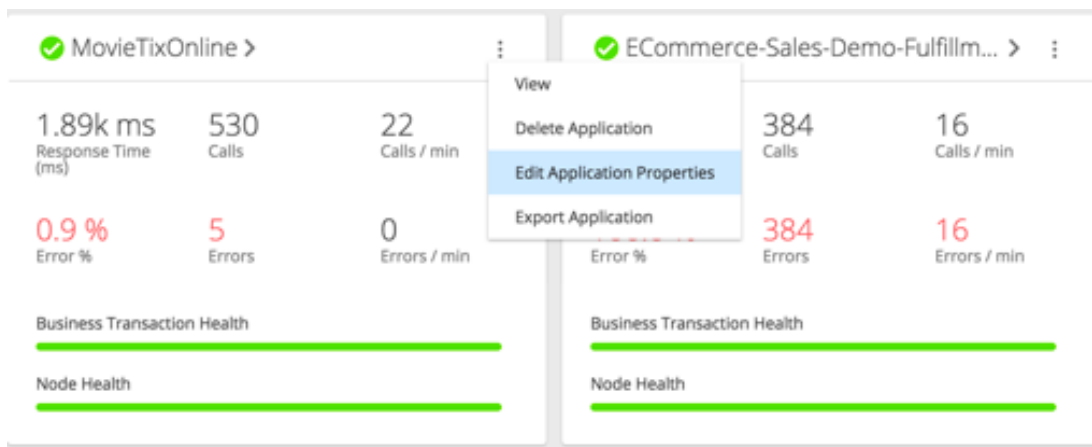 MovieTixOnline >
ECommerce-Sales-Demo-Fulfillm... >
View
Delete Application
Edit Application Properties
Export Application
1.89k ms
Response Time
(ms)
530
Calls
22
Calls / min
0.9 %
Error %
5
Errors
0
Errors / min
Business Transaction Health
Node Health
384
Calls
16
Calls / min
Error %
384
Errors
16
Errors / min
Business Transaction Health
Node Health